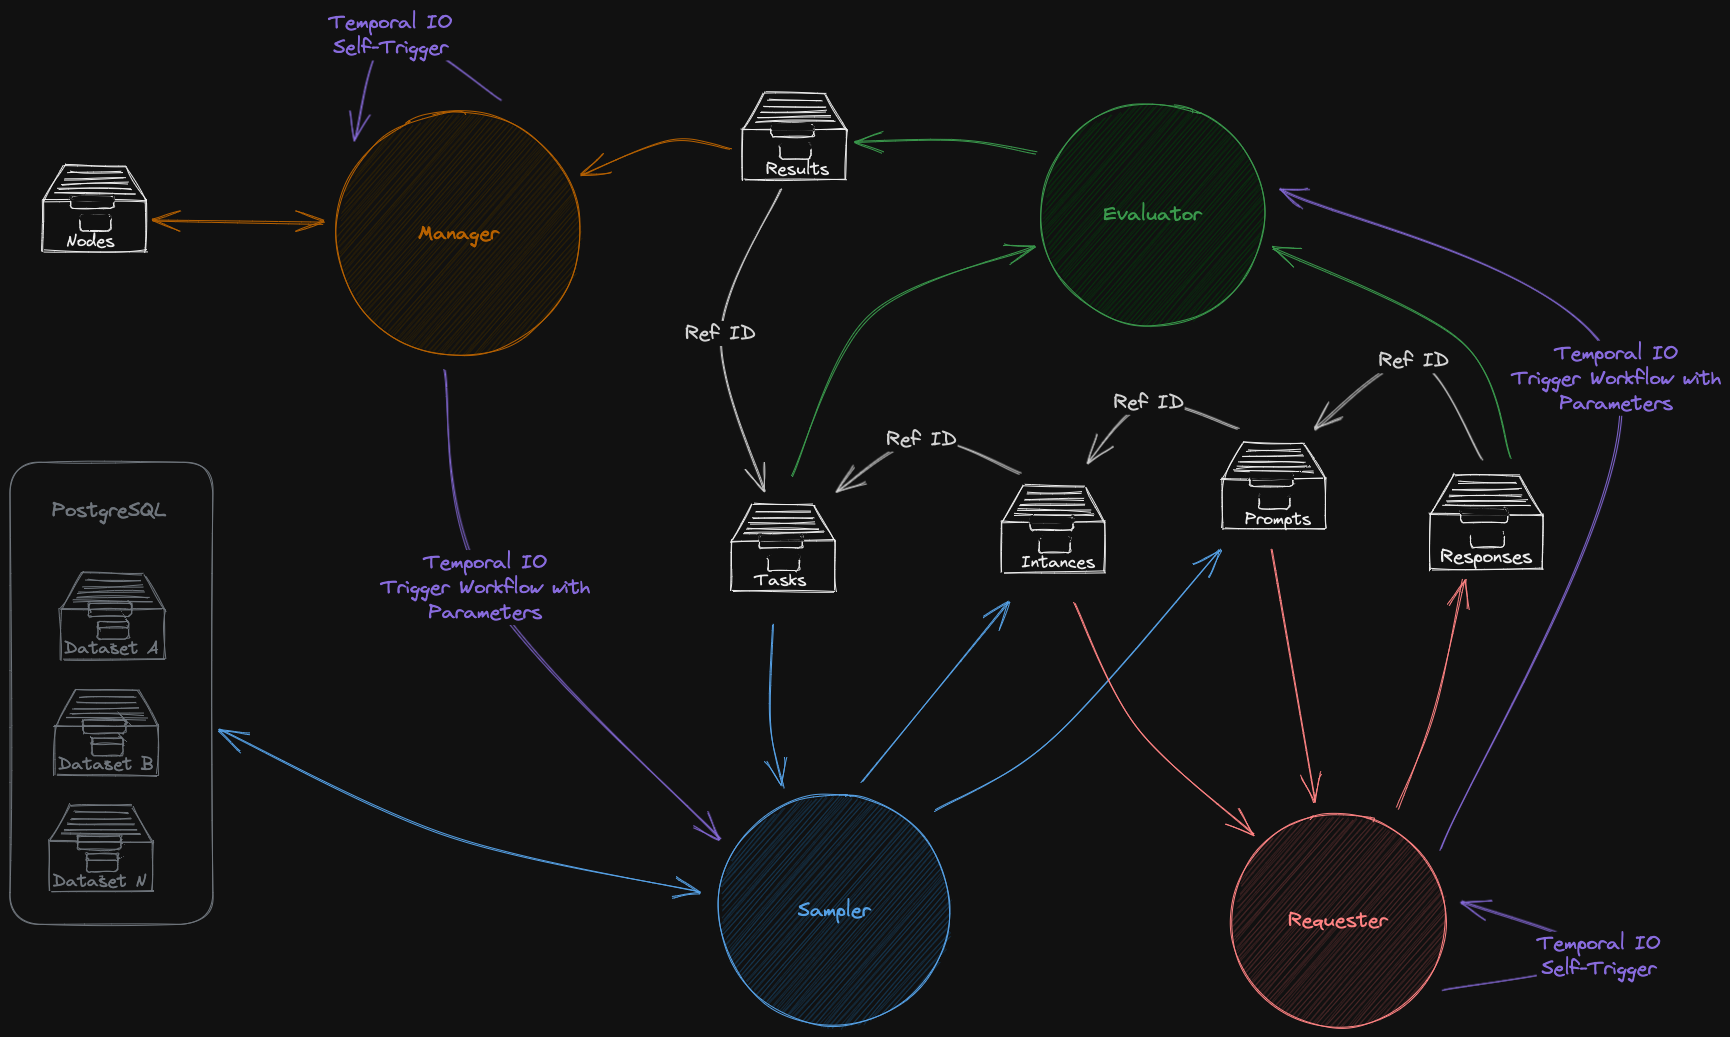 Temporal IO
Self-Trigger
Results
Nodes
Manager
Evaluator
Ref ID
Temporal IO
Trigger Workflow with
Parameters
Ref ID
Ref ID
Ref ID
PostgreSQL
Tasks
Intances
Prompts
Responses
Temporal IO
Trigger Workflow with
Parameters
Dataset A
Dataset B
Dataset N
Sampler
Requester
Temporal IO
Self-Trigger